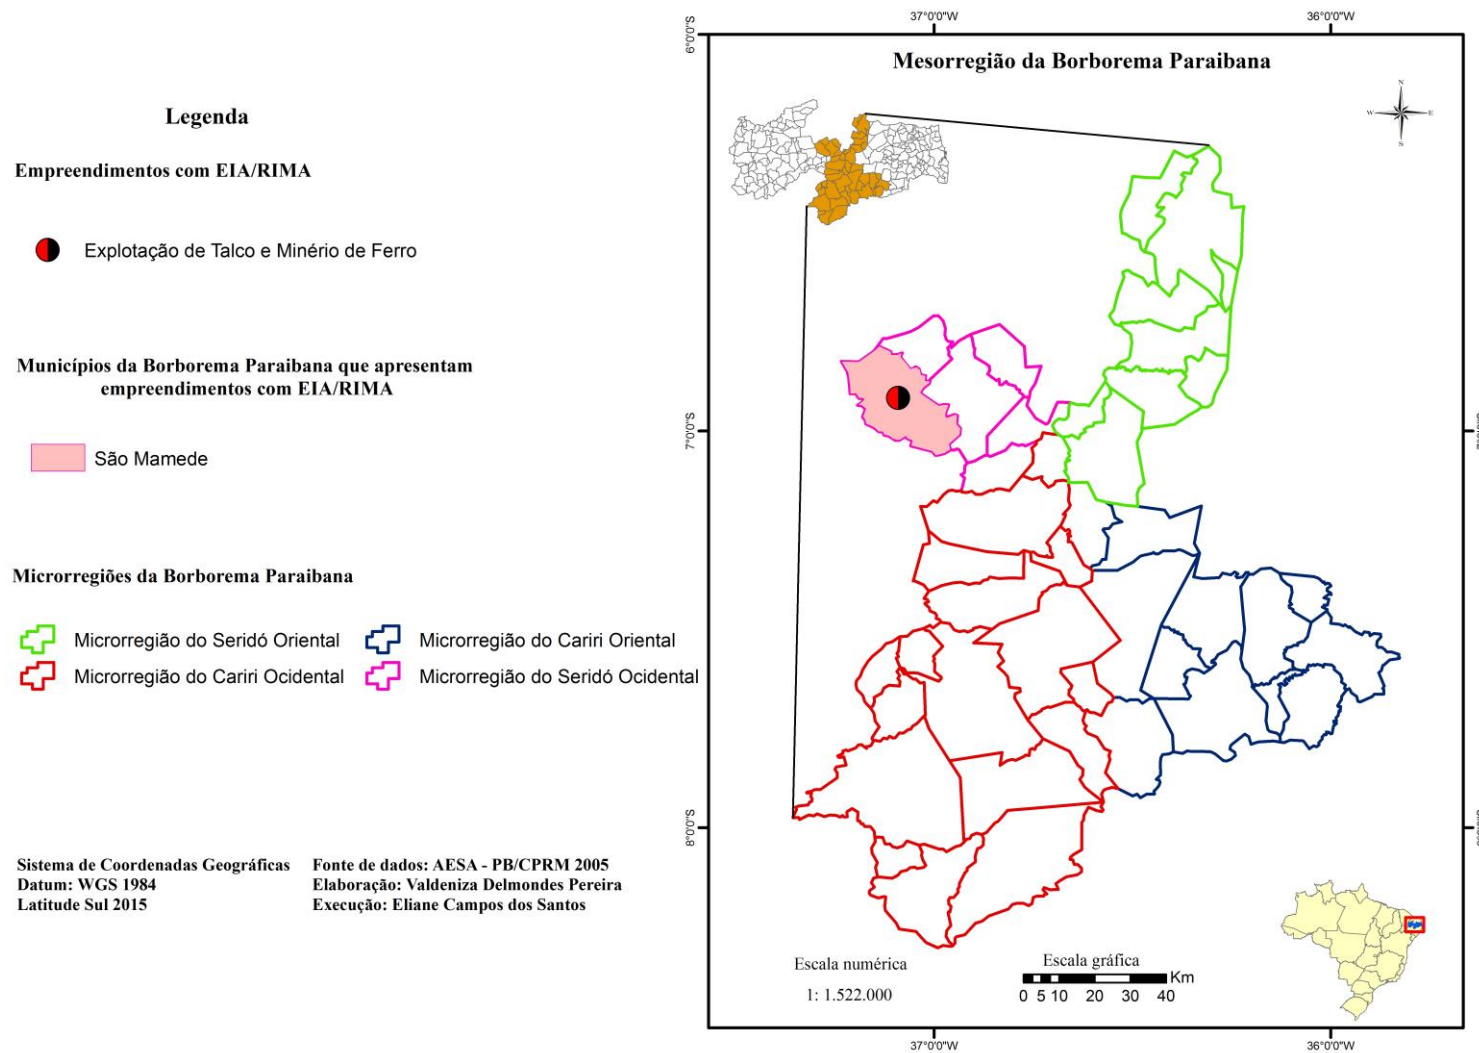 Legenda
Empreendimentos com EIA/RIMA
Explotação de Talco e Minério de Ferro
Municípios da Borborema Paraibana que apresentam
empreendimentos com EIA/RIMA
São Mamede
Microrregiões da Borborema Paraibana
Microrregião do Seridó Oriental
Microrregião do Cariri Oriental
Microrregião do Cariri Ocidental
Microrregião do Seridó Ocidental
Sistema de Coordenadas Geográficas
Datum: WGS 1984
Latitude Sul 2015
Fonte de dados: AESA - PB/CPRM 2005
Elaboração: Valdeniza Delmondes Pereira
Execução: Eliane Campos dos Santos
37°0'0"W
36°0'0"W
6°0'0"S
Mesorregião da Borborema Paraibana
N
W
E
S
7°0'0"S
8°0'0"S
Escala numérica
1: 1.522.000
Escala gráfica
Km
0 5 10 20 30 40
37°0'0"W
36°0'0"W